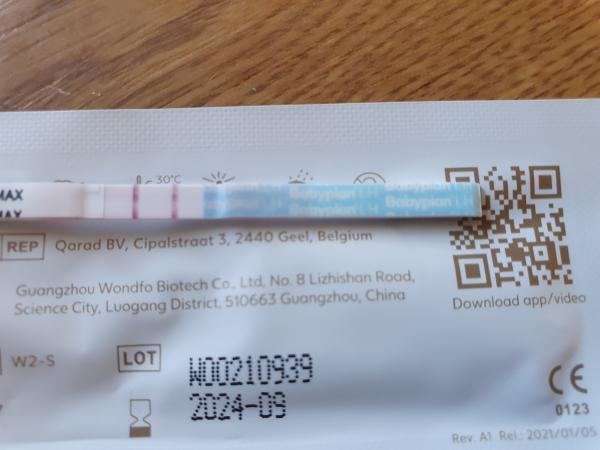 30°C
MAX
MAX
Babyplan LH Babyplan LH
Babyplan LH Babyplan LH
REP Qarad BV, Cipalstraat 3, 2440 Geel, Belgium
Guangzhou Wondfo Biotech Co., Ltd, No. 8 Lizhishan Road,
Science City, Luogang District, 510663 Guangzhou, China
Download app/video
W2-S
LOT W00210939
2024-09
CE
0123
Rev. A1 Rel.: 2021/01/05